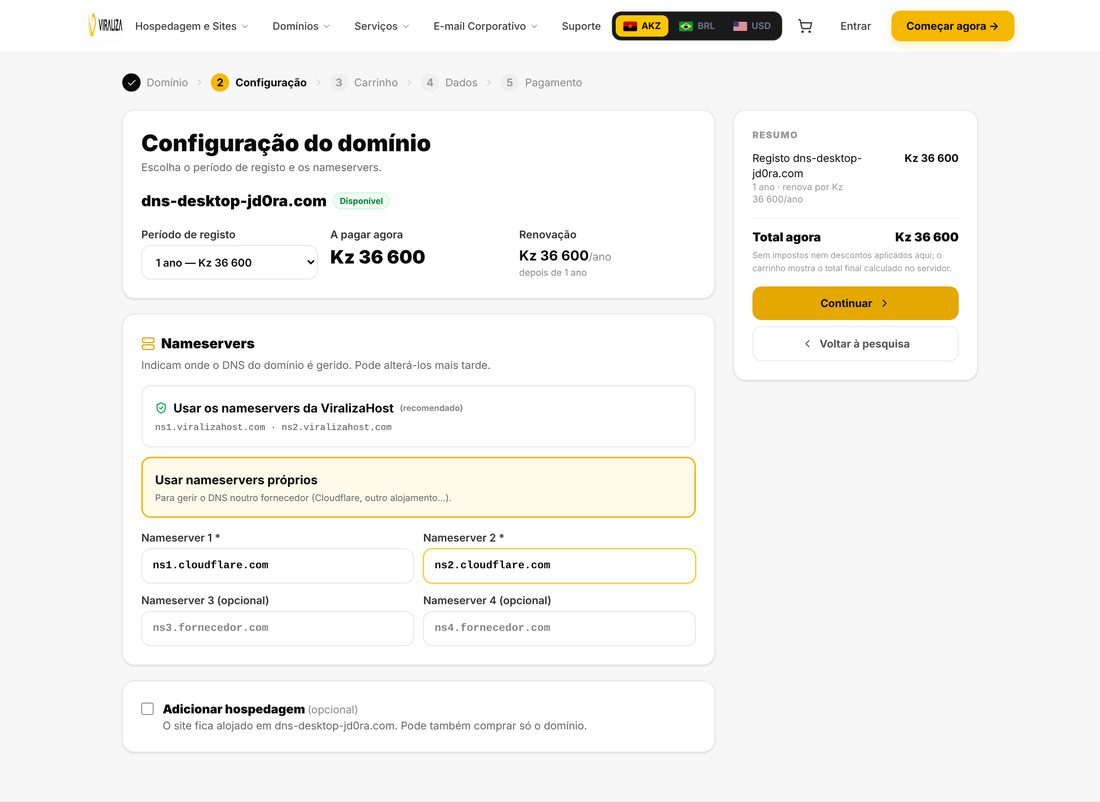 VIRALIZA
Hospedagem e Sites
Domínios
Serviços
E-mail Corporativo
Suporte
AKZ
BRL
USD
Entrar
Começar agora →
Domínio
2 Configuração
3 Carrinho
4 Dados
5 Pagamento
Configuração do domínio
Escolha o período de registo e os nameservers.
dns-desktop-jd0ra.com Disponível
Período de registo
1 ano — Kz 36 600
A pagar agora
Kz 36 600
Renovação
Kz 36 600/ano
depois de 1 ano
Nameservers
Indicam onde o DNS do domínio é gerido. Pode alterá-los mais tarde.
Usar os nameservers da ViralizaHost (recomendado)
ns1.viralizahost.com · ns2.viralizahost.com
Usar nameservers próprios
Para gerir o DNS noutro fornecedor (Cloudflare, outro alojamento...).
Nameserver 1 *
ns1.cloudflare.com
Nameserver 2 *
ns2.cloudflare.com
Nameserver 3 (opcional)
ns3.fornecedor.com
Nameserver 4 (opcional)
ns4.fornecedor.com
Adicionar hospedagem (opcional)
O site fica alojado em dns-desktop-jd0ra.com. Pode também comprar só o domínio.
RESUMO
Registo dns-desktop-
jd0ra.com
Kz 36 600
1 ano · renova por Kz
36 600/ano
Total agora Kz 36 600
Sem impostos nem descontos aplicados aqui; o
carrinho mostra o total final calculado no servidor.
Continuar
Voltar à pesquisa